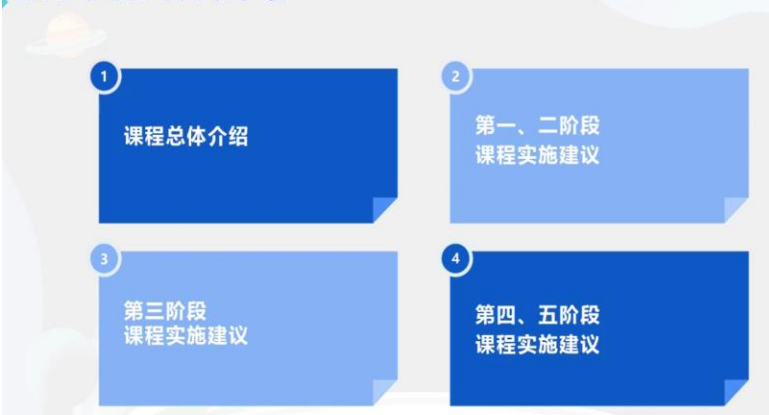 1
课程总体介绍
2
第一、二阶段
课程实施建议
3
第三阶段
课程实施建议
4
第四、五阶段
课程实施建议